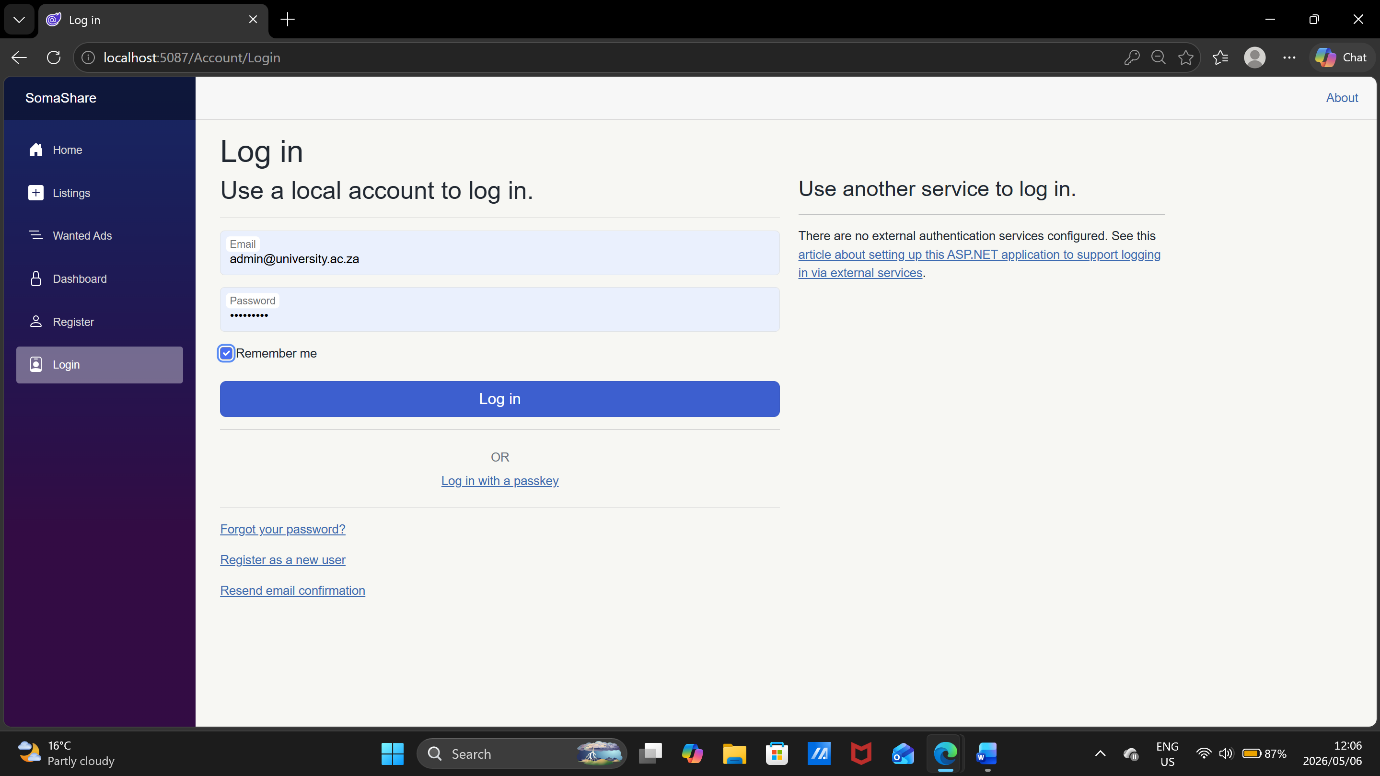 Log in
localhost:5087/Account/Login
Chat
SomaShare
About
Home
Listings
Wanted Ads
Dashboard
Register
Login
Log in
Use a local account to log in.
Email
admin@university.ac.za
Password
•••••••••
Remember me
Log in
OR
Log in with a passkey
Forgot your password?
Register as a new user
Resend email confirmation
Use another service to log in.
There are no external authentication services configured. See this
article about setting up this ASP.NET application to support logging
in via external services.
16°C
Partly cloudy
Search
W
ENG
US
87%
12:06
2026/05/06